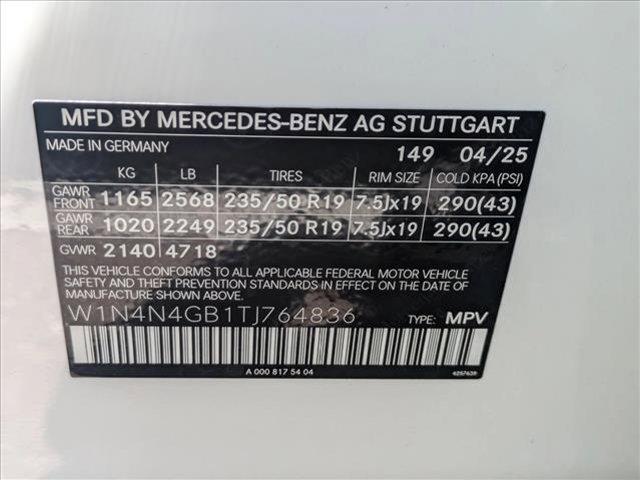 MFD BY MERCEDES-BENZ AG STUTTGART
MADE IN GERMANY 149 04/25
KG LB TIRES RIM SIZE COLD KPA (PSI)
GAWR FRONT 1165 2568 235/50 R19 7.5Jx19 290(43)
GAWR REAR 1020 2249 235/50 R19 7.5Jx19 290(43)
GVWR 2140 4718
THIS VEHICLE CONFORMS TO ALL APPLICABLE FEDERAL MOTOR VEHICLE
SAFETY AND THEFT PREVENTION STANDARDS IN EFFECT ON THE DATE OF
MANUFACTURE SHOWN ABOVE.
W1N4N4GB1TJ764836 TYPE: MPV
A 000 817 54 04 4257639